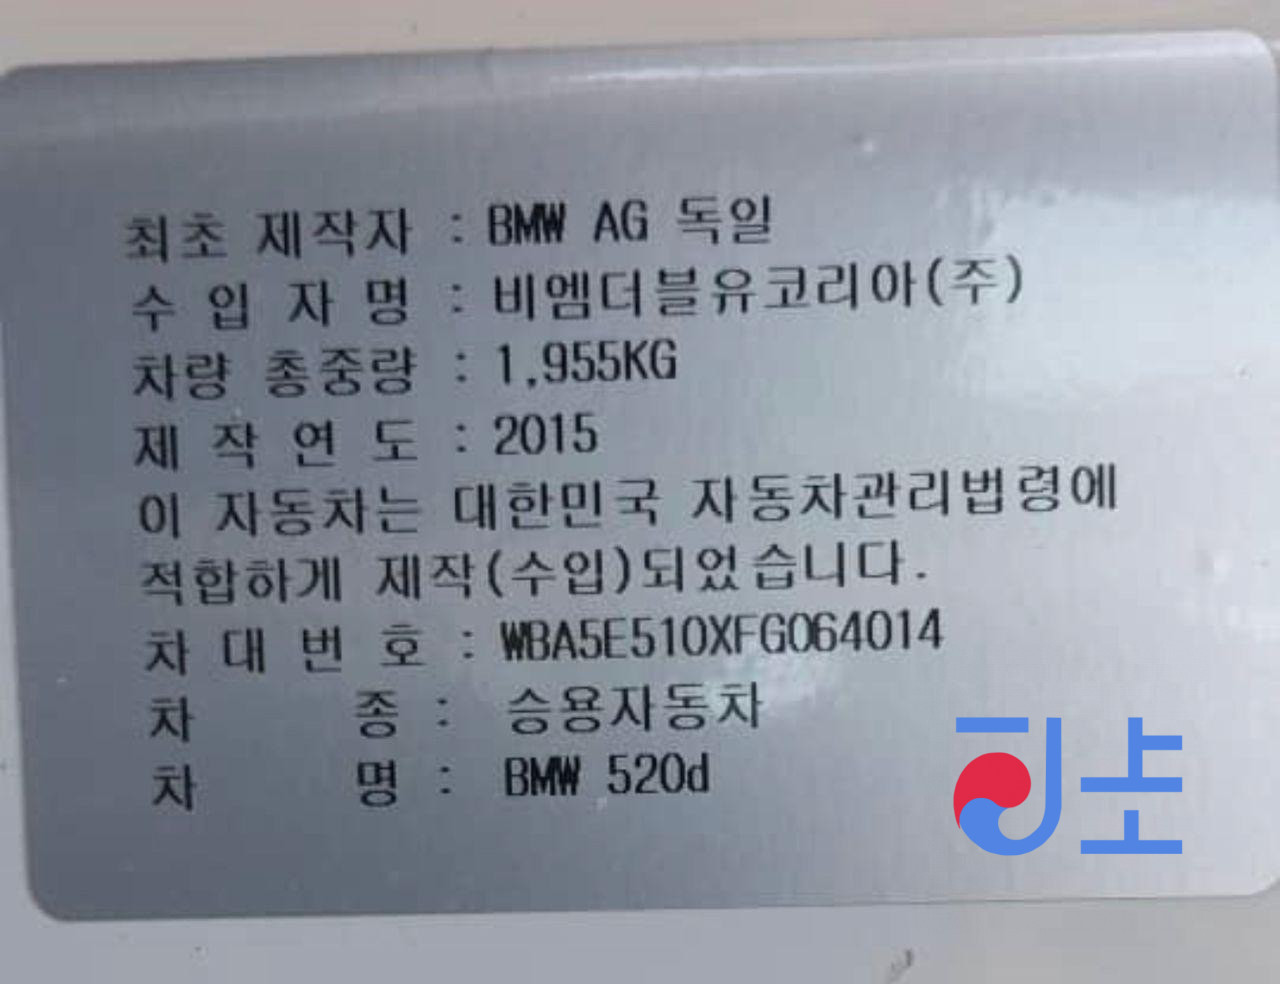 최초 제작자 : BMW AG 독일
수 입 자 명 : 비엠더블유코리아(주)
차량 총중량 : 1,955KG
제 작 연 도 : 2015
이 자동차는 대한민국 자동차관리법령에
적합하게 제작(수입)되었습니다.
차 대 번 호 : WBA5E510XFG064014
차 종 : 승용자동차
차 명 : BMW 520d